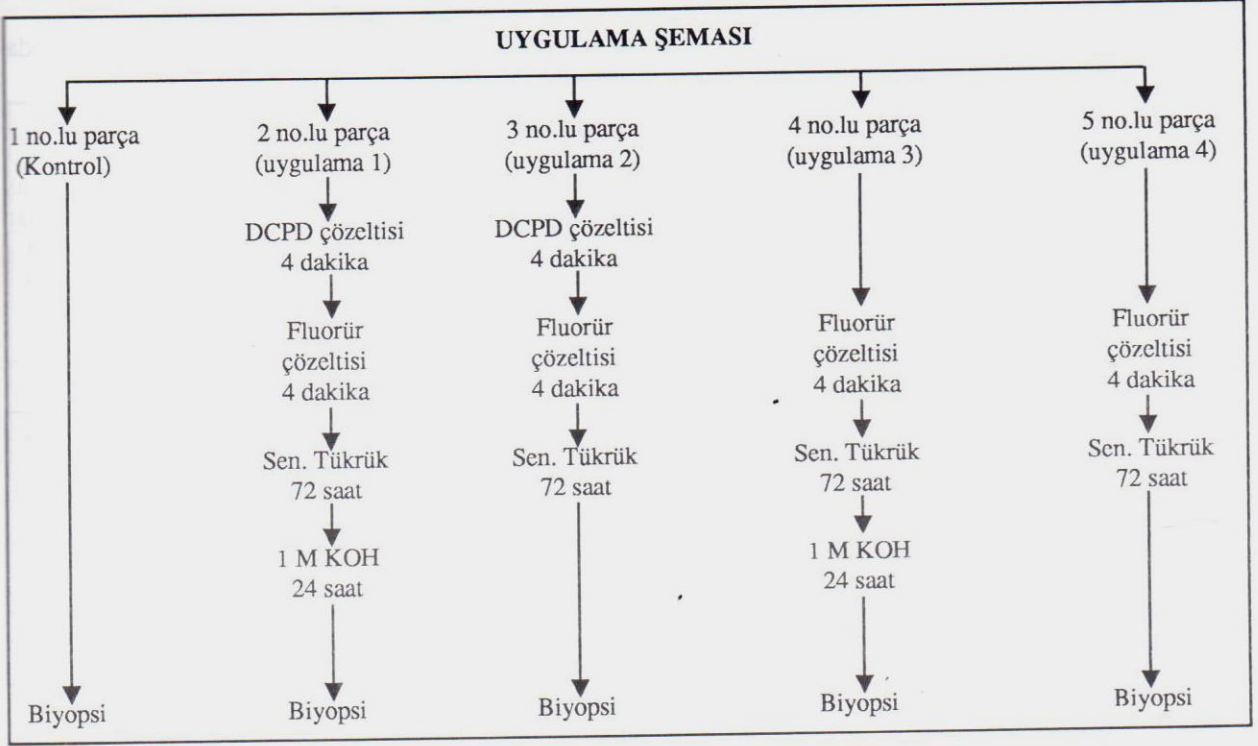 UYGULAMA ŞEMASI
1 no.lu parça
(Kontrol)
Biyopsi
2 no.lu parça
(uygulama 1)
DCPD çözeltisi
4 dakika
Fluorür
çözeltisi
4 dakika
Sen. Tükrük
72 saat
1 M KOH
24 saat
Biyopsi
3 no.lu parça
(uygulama 2)
DCPD çözeltisi
4 dakika
Fluorür
çözeltisi
4 dakika
Sen. Tükrük
72 saat
Biyopsi
4 no.lu parça
(uygulama 3)
Fluorür
çözeltisi
4 dakika
Sen. Tükrük
72 saat
1 M KOH
24 saat
Biyopsi
5 no.lu parça
(uygulama 4)
Fluorür
çözeltisi
4 dakika
Sen. Tükrük
72 saat
Biyopsi